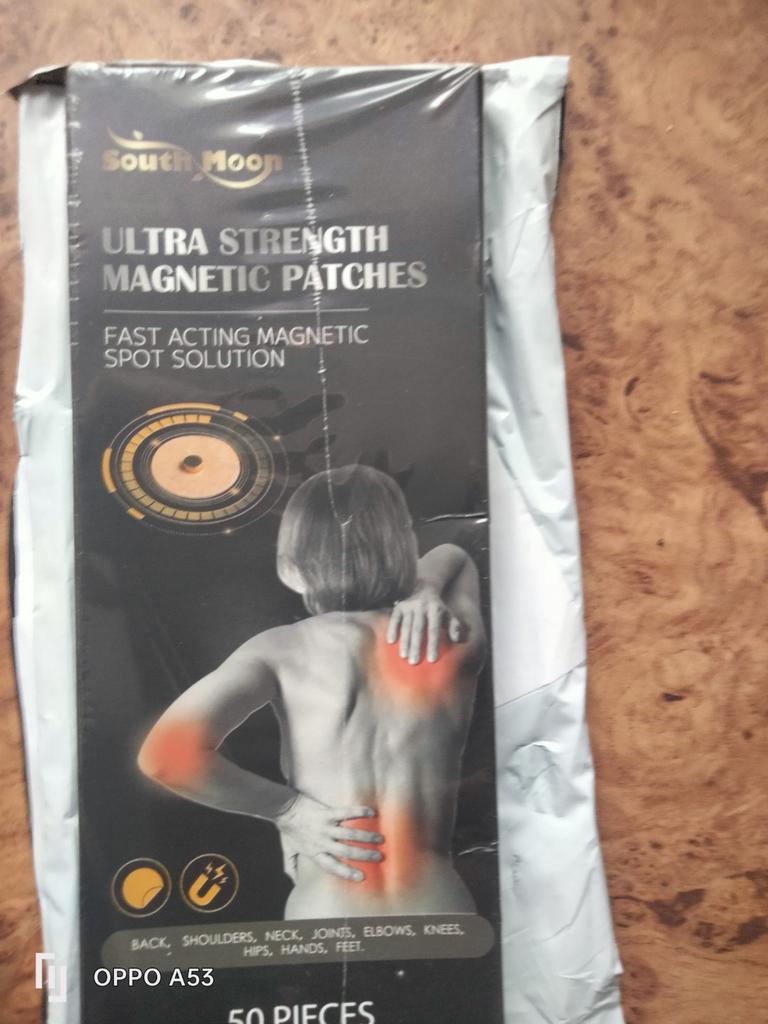 South Moon
ULTRA STRENGTH
MAGNETIC PATCHES
FAST ACTING MAGNETIC
SPOT SOLUTION
BACK, SHOULDERS, NECK, JOINTS, ELBOWS, KNEES,
HIPS, HANDS, FEET.
50 PIECES
OPPO A53